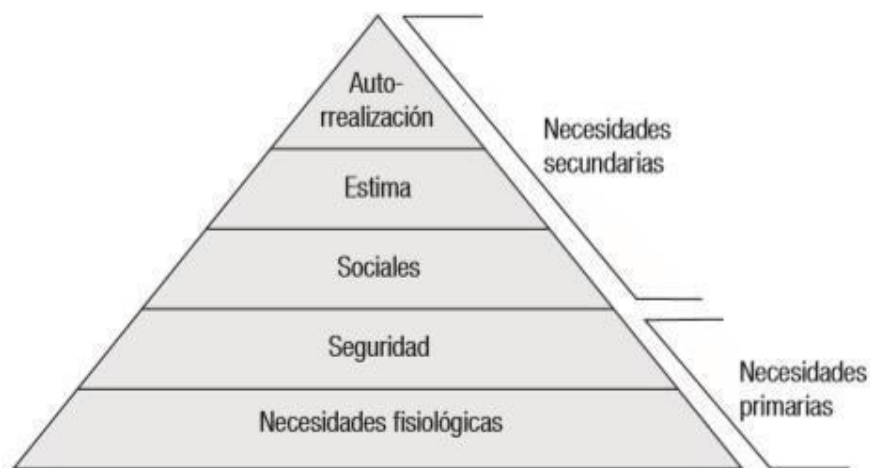 Auto-
rrealización
Estima
Sociales
Seguridad
Necesidades fisiológicas
Necesidades
secundarias
Necesidades
primarias